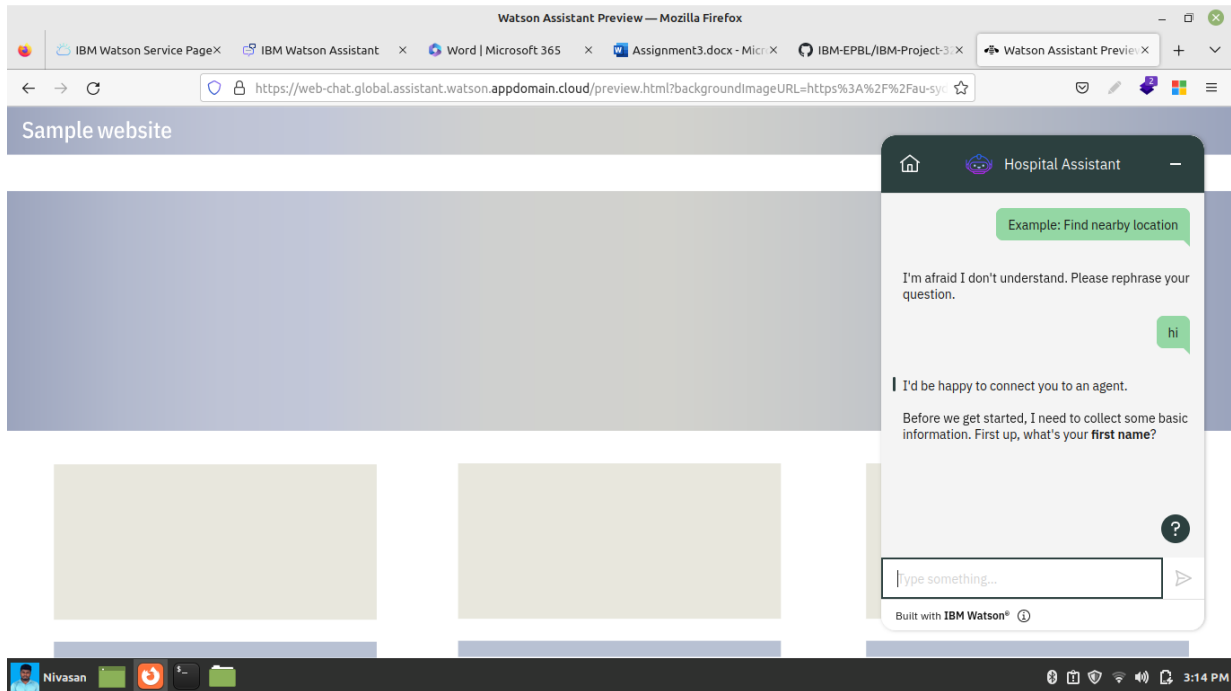 Watson Assistant Preview — Mozilla Firefox
IBM Watson Service Page
IBM Watson Assistant
Word | Microsoft 365
Assignment3.docx - Micr
IBM-EPBL/IBM-Project-3
Watson Assistant Preview
https://web-chat.global.assistant.watson.appdomain.cloud/preview.html?backgroundImageURL=https%3A%2F%2Fau-syd
2
Sample website
Hospital Assistant
Example: Find nearby location
I'm afraid I don't understand. Please rephrase your
question.
hi
I'd be happy to connect you to an agent.
Before we get started, I need to collect some basic
information. First up, what's your first name?
?
Type something...
Built with IBM Watson®
Nivasan
3:14 PM